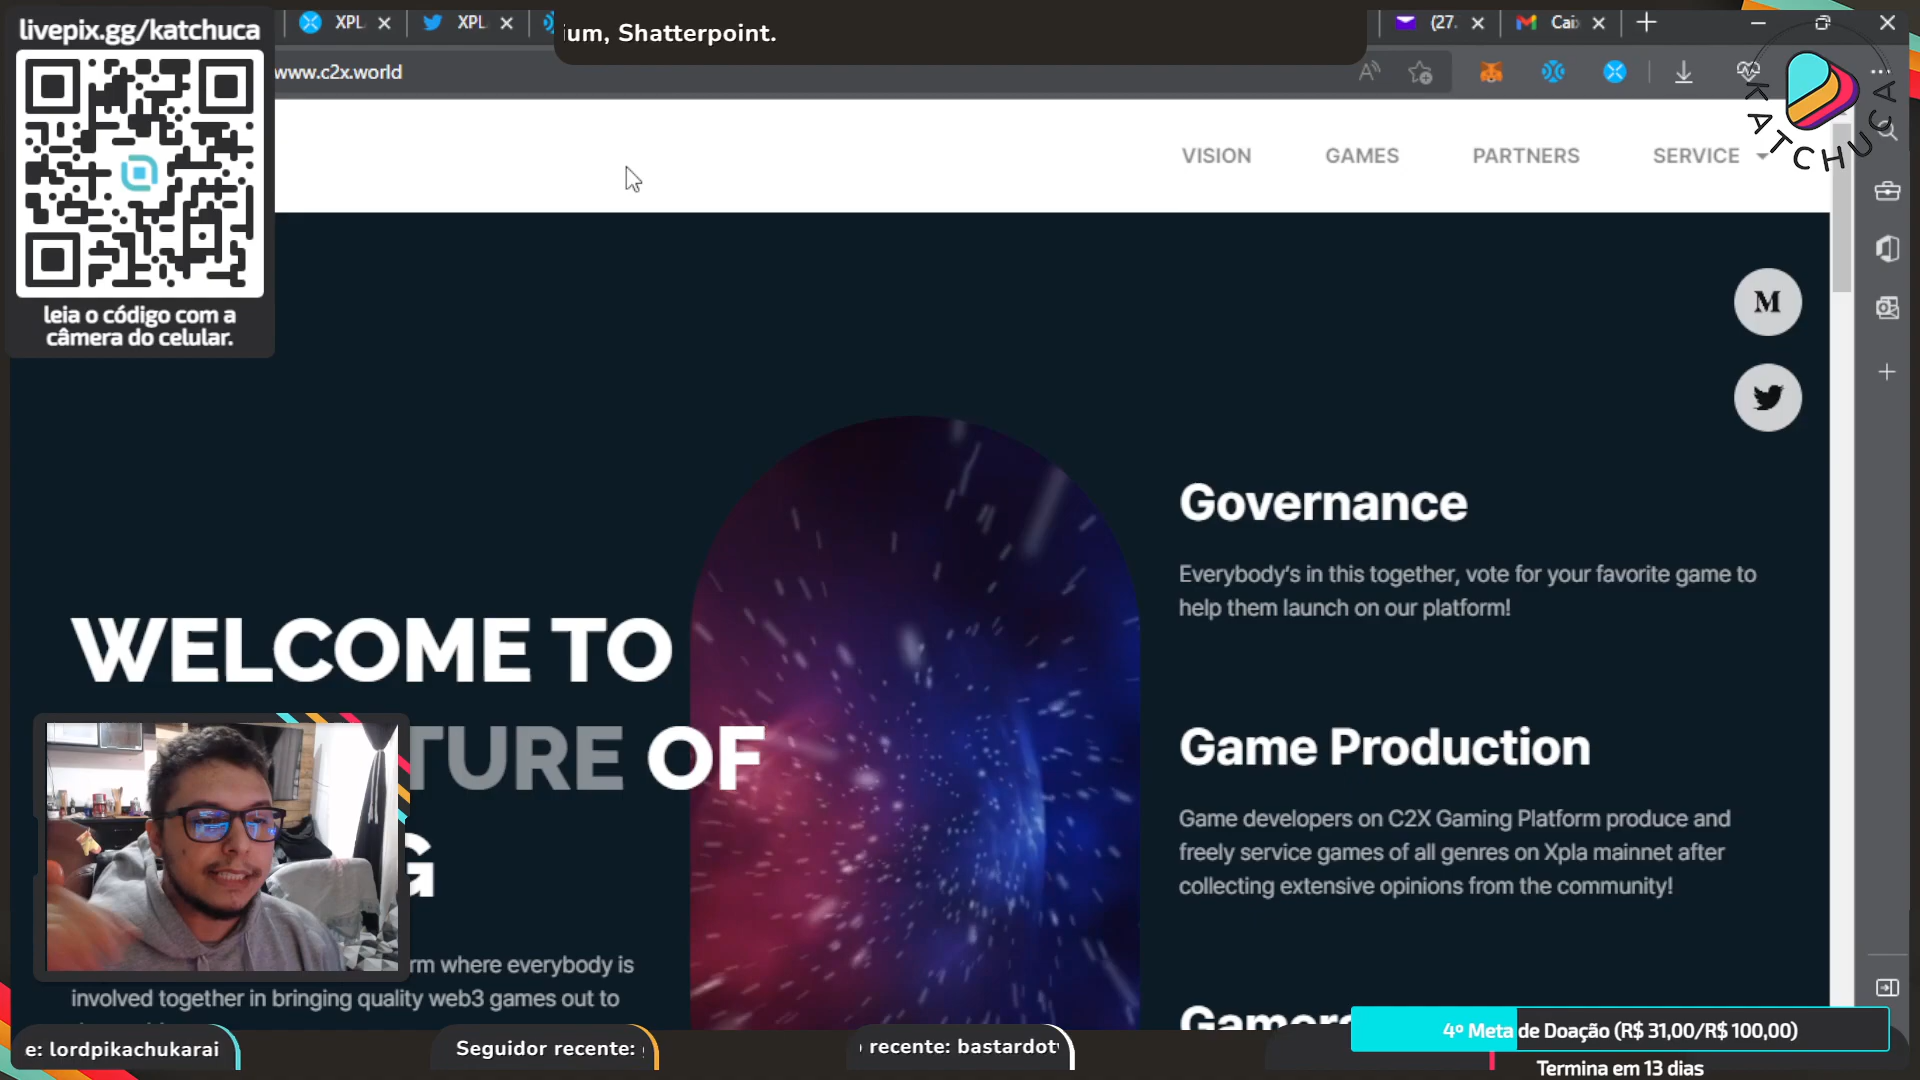 livepix.gg/katchuca
XPL
XPL
ium, Shatterpoint.
(27.
Cai
www.c2x.world
leia o código com a
câmera do celular.
VISION
GAMES
PARTNERS
SERVICE
KATCHUCA
M
WELCOME TO
TURE OF
G
rm where everybody is
involved together in bringing quality web3 games out to
Governance
Everybody's in this together, vote for your favorite game to
help them launch on our platform!
Game Production
Game developers on C2X Gaming Platform produce and
freely service games of all genres on Xpla mainnet after
collecting extensive opinions from the community!
e: lordpikachukarai
Seguidor recente:
recente: bastardot
4º Meta de Doação (R$ 31,00/R$ 100,00)
Termina em 13 dias